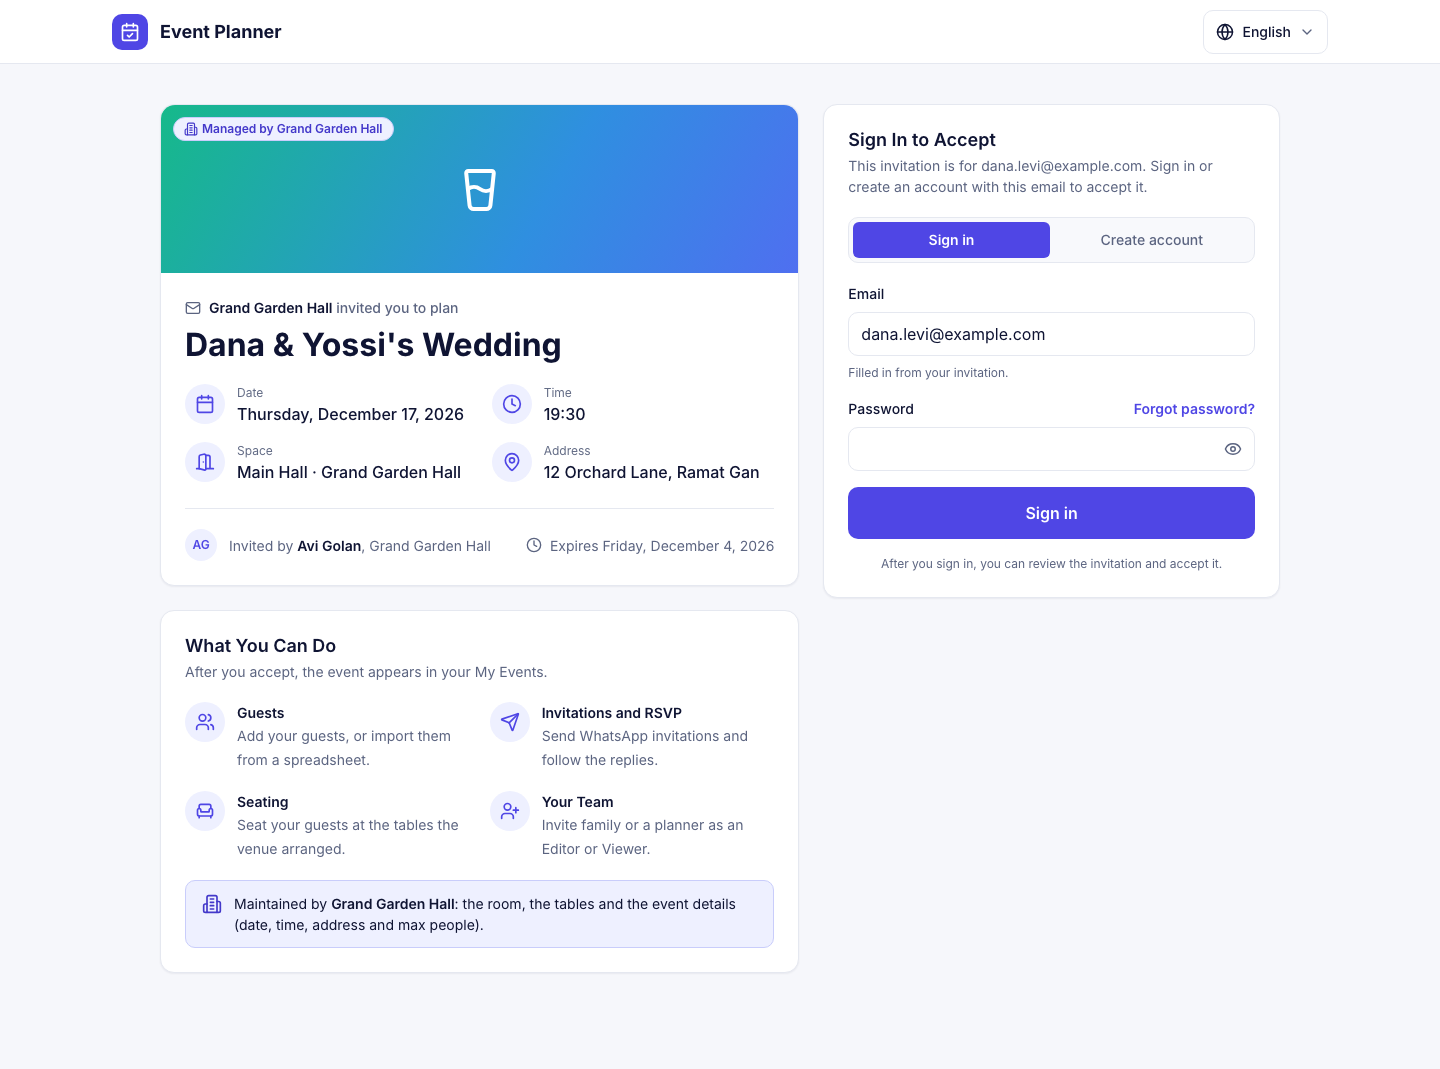 Event Planner
English
Managed by Grand Garden Hall
Grand Garden Hall invited you to plan
Dana & Yossi's Wedding
Date
Thursday, December 17, 2026
Time
19:30
Space
Main Hall · Grand Garden Hall
Address
12 Orchard Lane, Ramat Gan
AG
Invited by Avi Golan, Grand Garden Hall
Expires Friday, December 4, 2026
What You Can Do
After you accept, the event appears in your My Events.
Guests
Add your guests, or import them
from a spreadsheet.
Invitations and RSVP
Send WhatsApp invitations and
follow the replies.
Seating
Seat your guests at the tables the
venue arranged.
Your Team
Invite family or a planner as an
Editor or Viewer.
Maintained by Grand Garden Hall: the room, the tables and the event details
(date, time, address and max people).
Sign In to Accept
This invitation is for dana.levi@example.com. Sign in or
create an account with this email to accept it.
Sign in
Create account
Email
dana.levi@example.com
Filled in from your invitation.
Password
Forgot password?
Sign in
After you sign in, you can review the invitation and accept it.